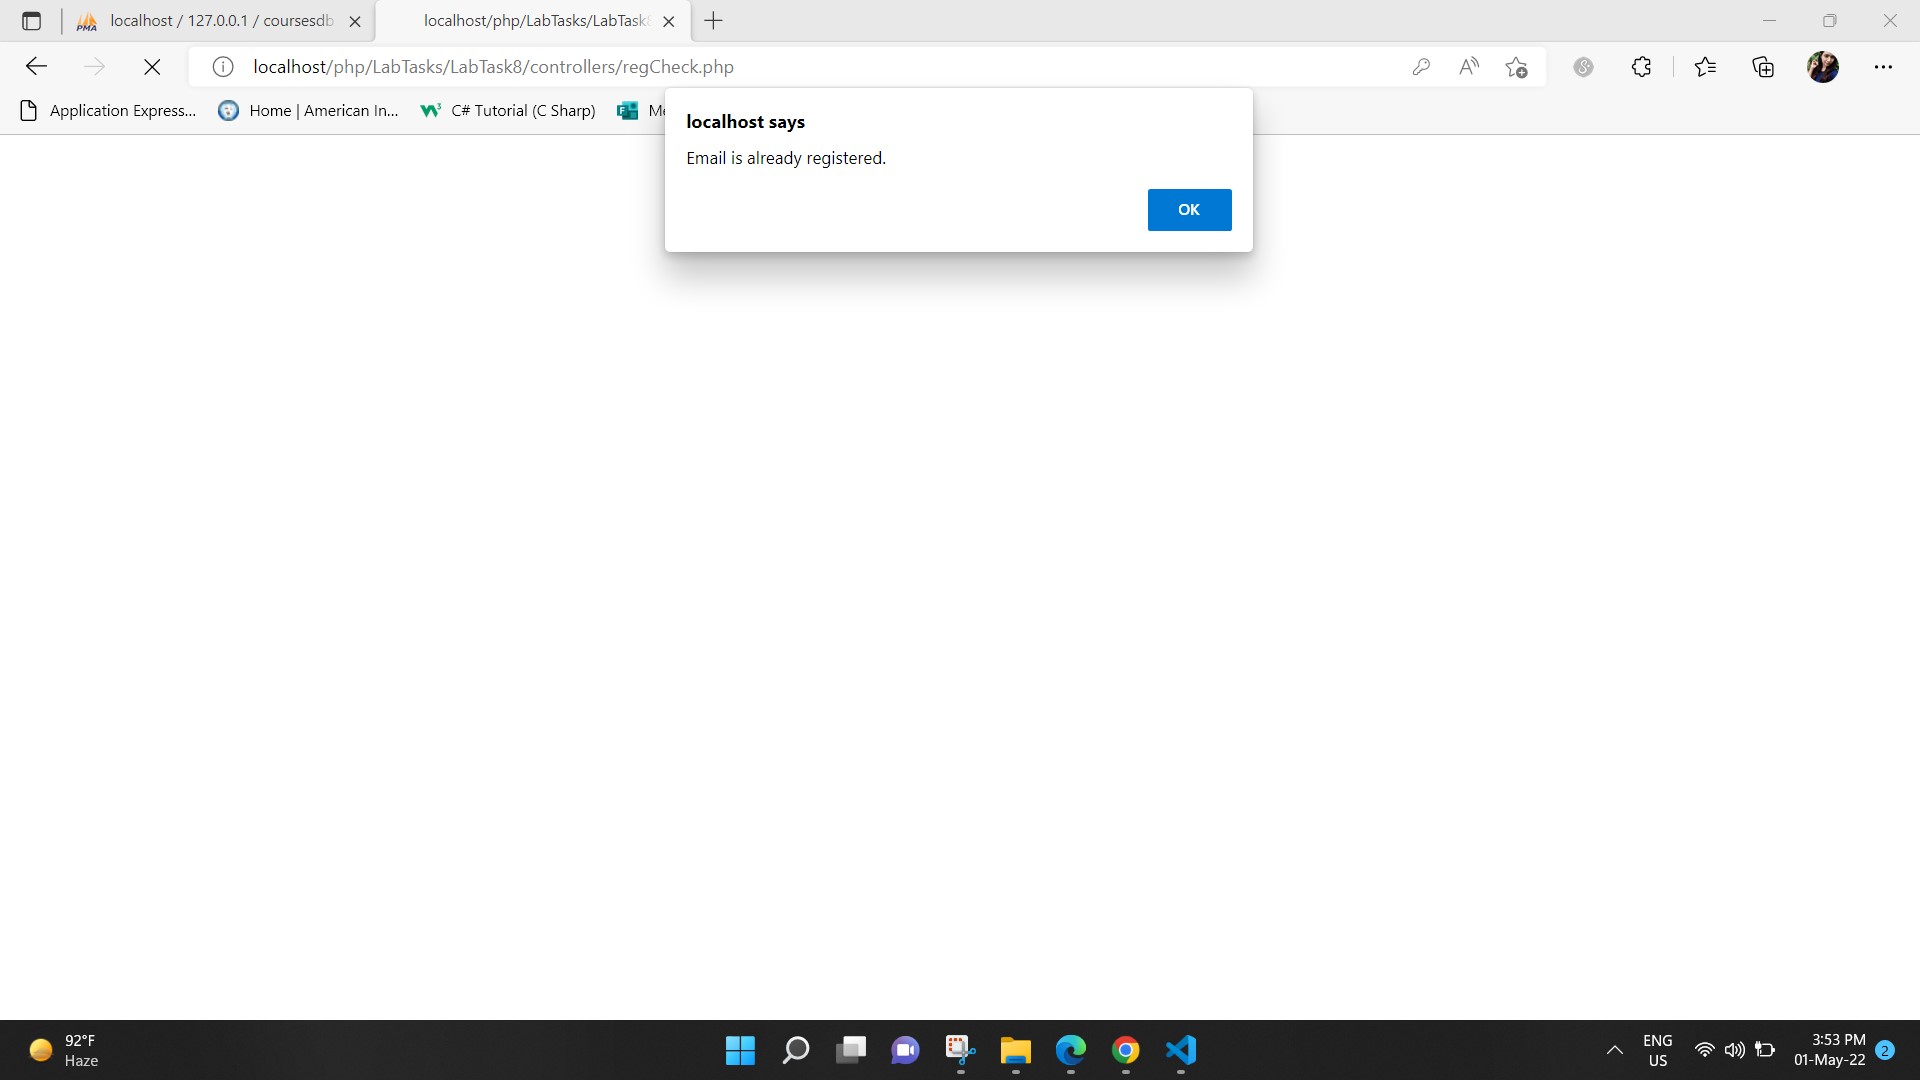 localhost / 127.0.0.1 / coursesdb
localhost/php/LabTasks/LabTask8
localhost/php/LabTasks/LabTask8/controllers/regCheck.php
Application Express...
Home | American In...
C# Tutorial (C Sharp)
Me
localhost says
Email is already registered.
OK
92°F
Haze
ENG
US
3:53 PM
01-May-22
2